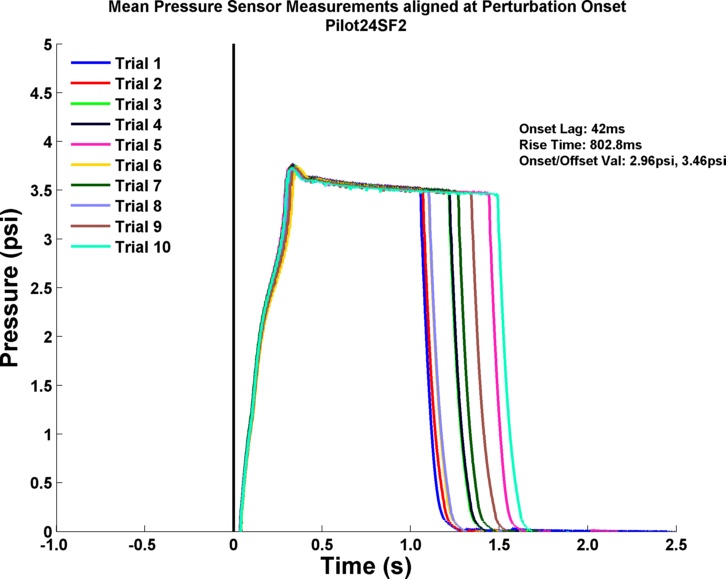 Mean Pressure Sensor Measurements aligned at Perturbation Onset
Pilot24SF2
5
4.5
4
3.5
3
2.5
2
1.5
1
0.5
0
Pressure (psi)
Trial 1
Trial 2
Trial 3
Trial 4
Trial 5
Trial 6
Trial 7
Trial 8
Trial 9
Trial 10
Onset Lag: 42ms
Rise Time: 802.8ms
Onset/Offset Val: 2.96psi, 3.46psi
-1.0 0 0.5 1.0 1.5 2.0 2.5
Time (s)